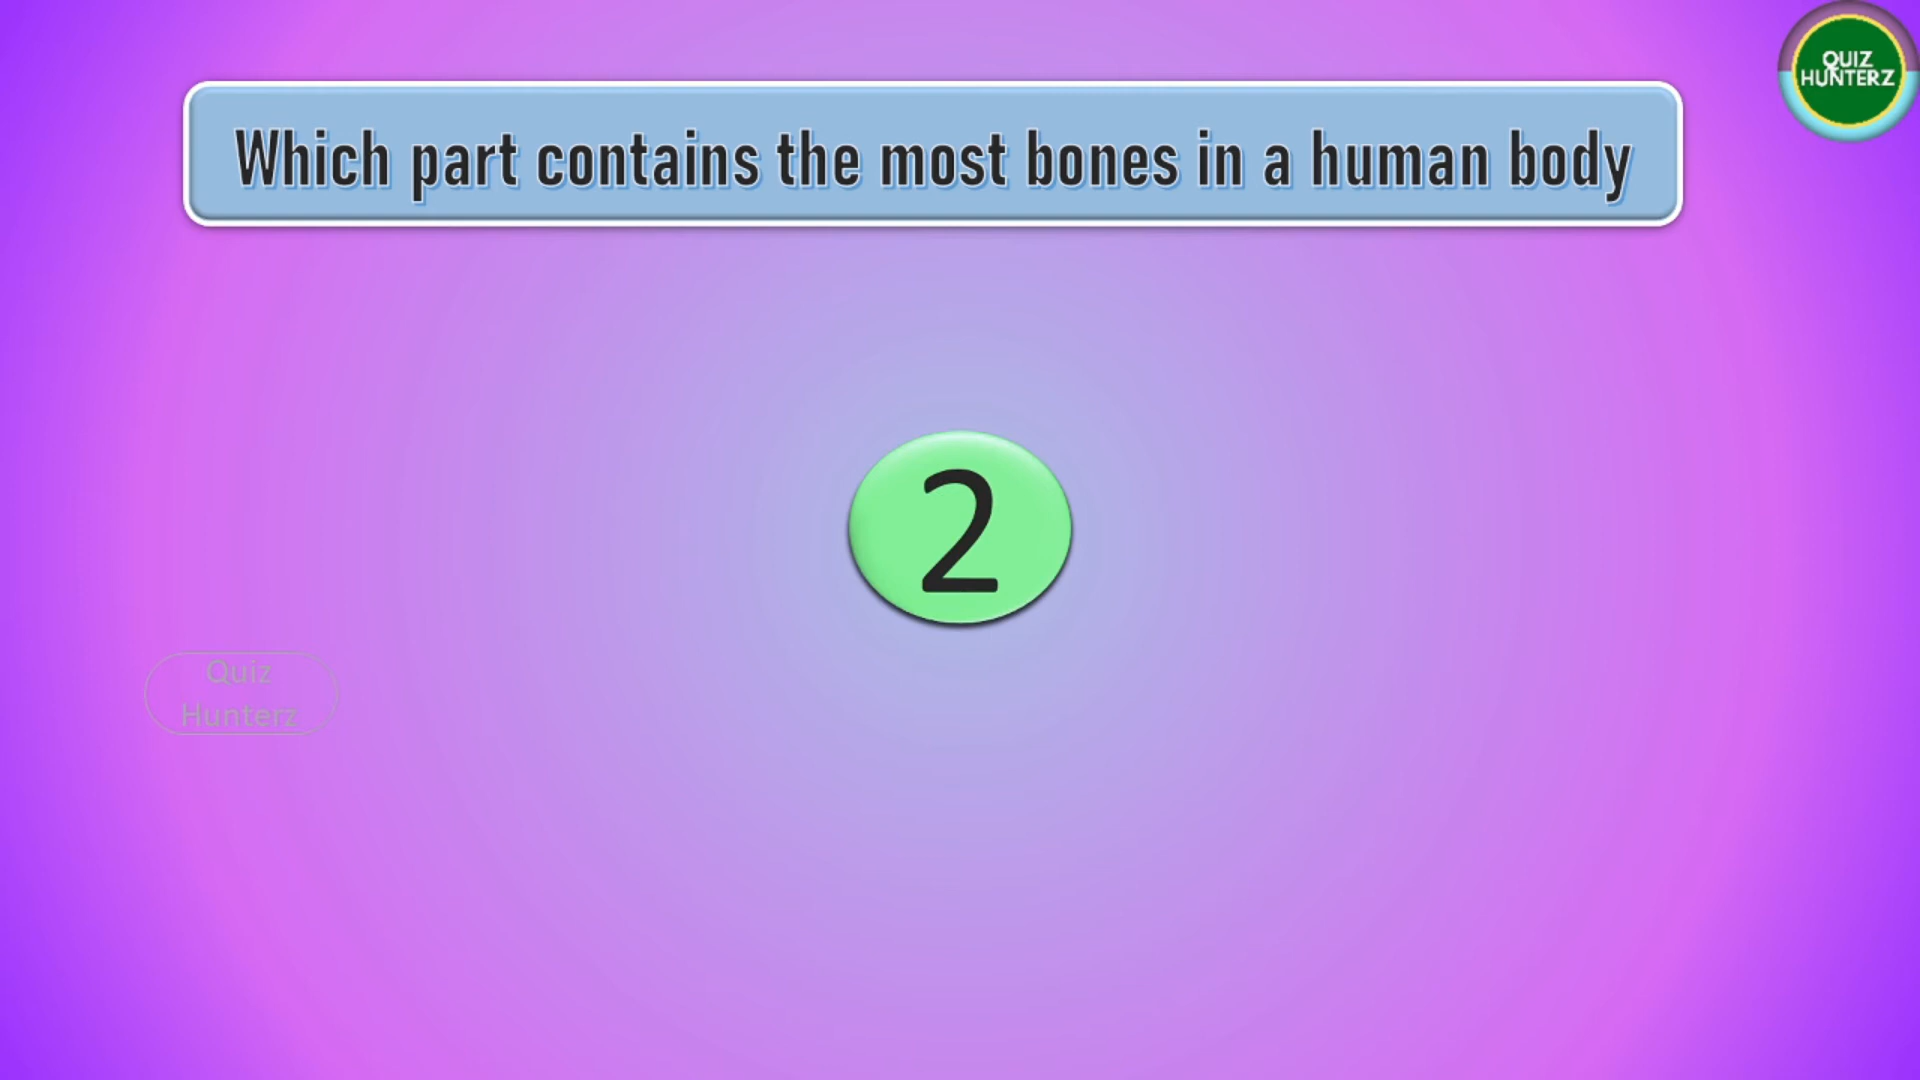 QUIZ
HUNTERZ
Which part contains the most bones in a human body
2
Quiz
Hunterz